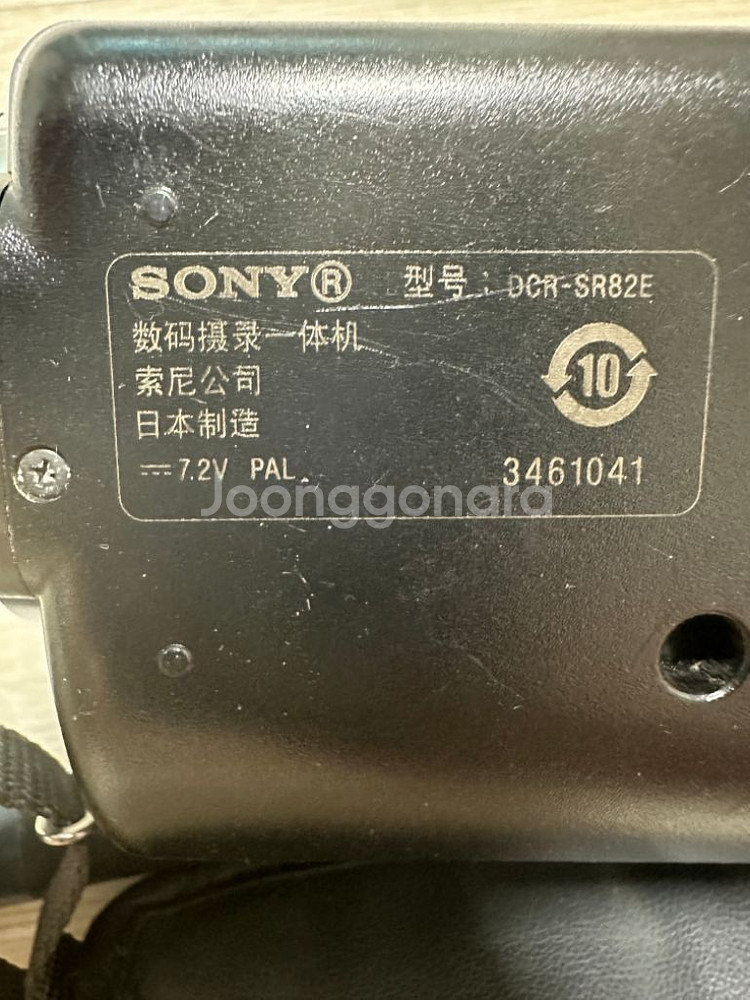 SONY® 型号：DCR-SR82E
数码摄录一体机
索尼公司
日本制造
10
⎓7.2V PAL 3461041
Joonggonara